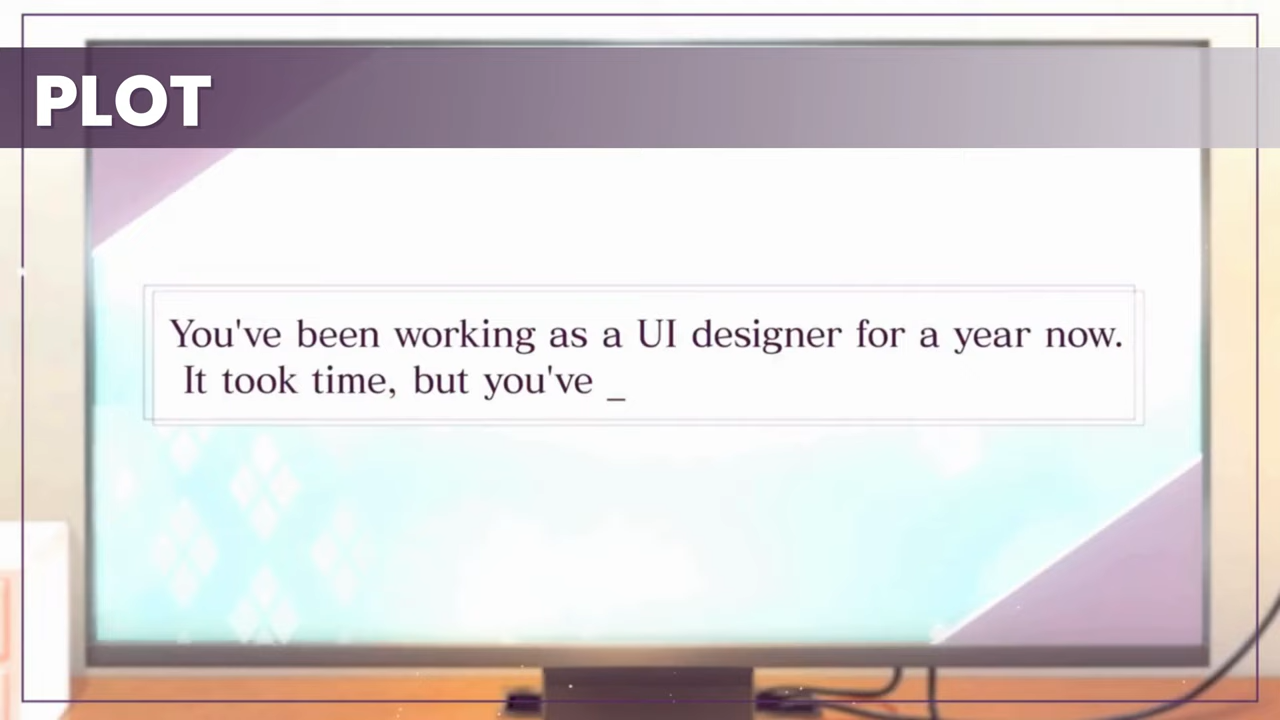 PLOT
You've been working as a UI designer for a year now.
It took time, but you've _